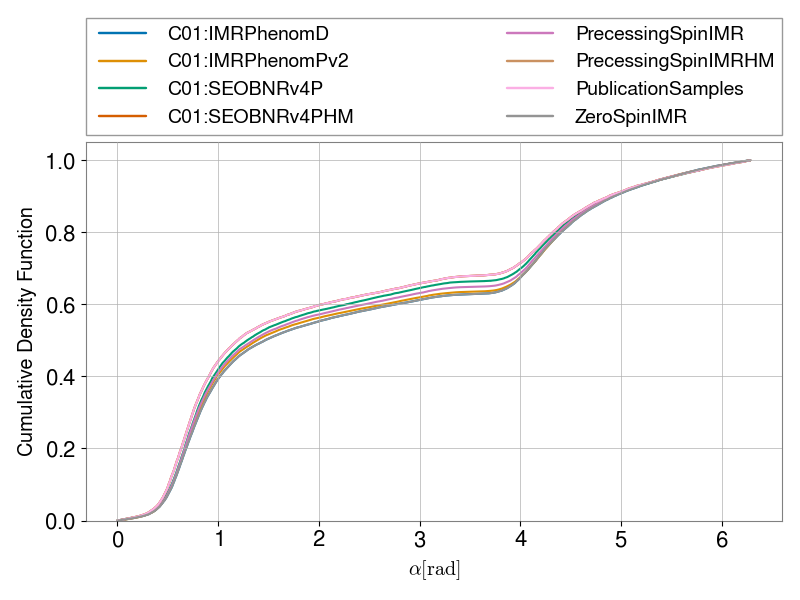 C01:IMRPhenomD
C01:IMRPhenomPv2
C01:SEOBNRv4P
C01:SEOBNRv4PHM
PrecessingSpinIMR
PrecessingSpinIMRHM
PublicationSamples
ZeroSpinIMR
Cumulative Density Function
1.0
0.8
0.6
0.4
0.2
0.0
0 1 2 3 4 5 6
α[rad]